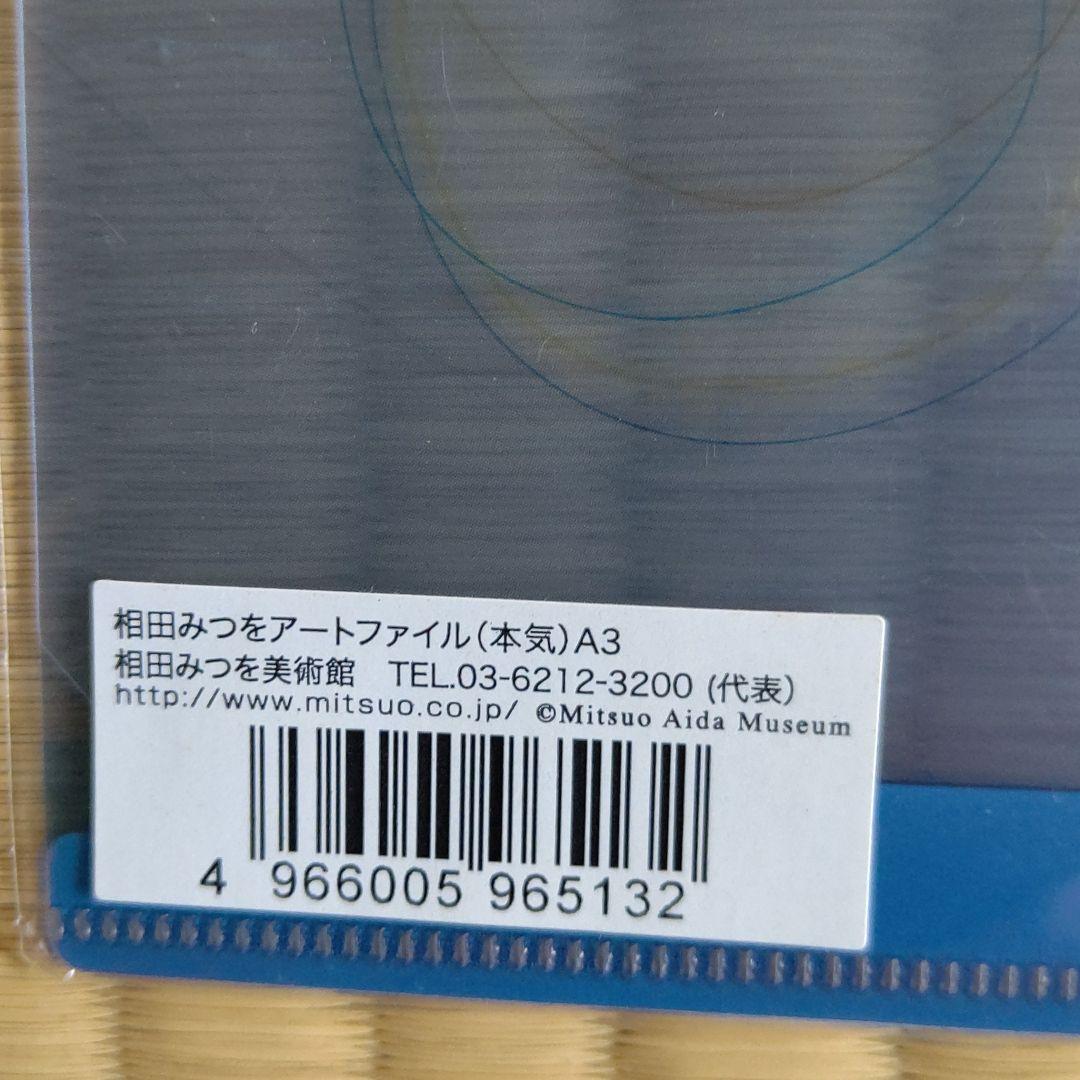 相田みつをアートファイル(本気)A3
相田みつを美術館　TEL.03-6212-3200 (代表)
http://www.mitsuo.co.jp/ ©Mitsuo Aida Museum
4 966005 965132